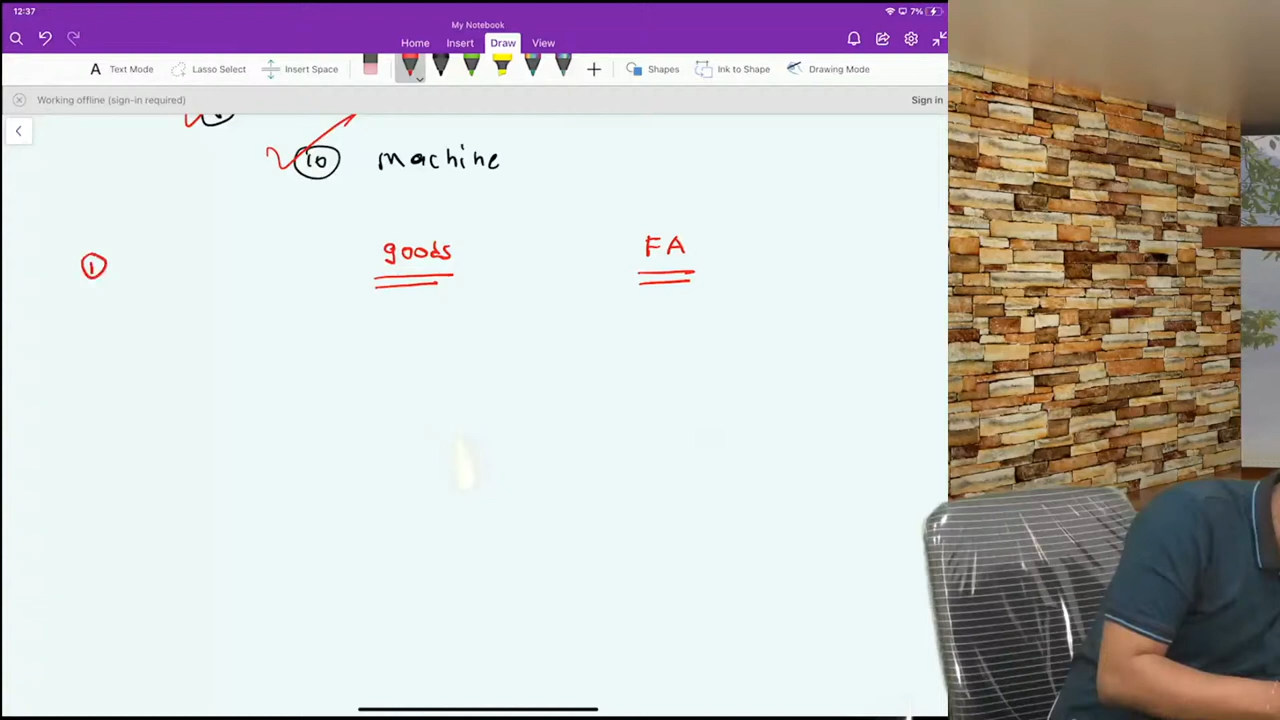 12:37
7%
My Notebook
Home Insert Draw View
Text Mode Lasso Select Insert Space Shapes Ink to Shape Drawing Mode
Working offline (sign-in required) Sign in
10 machine
1 goods FA